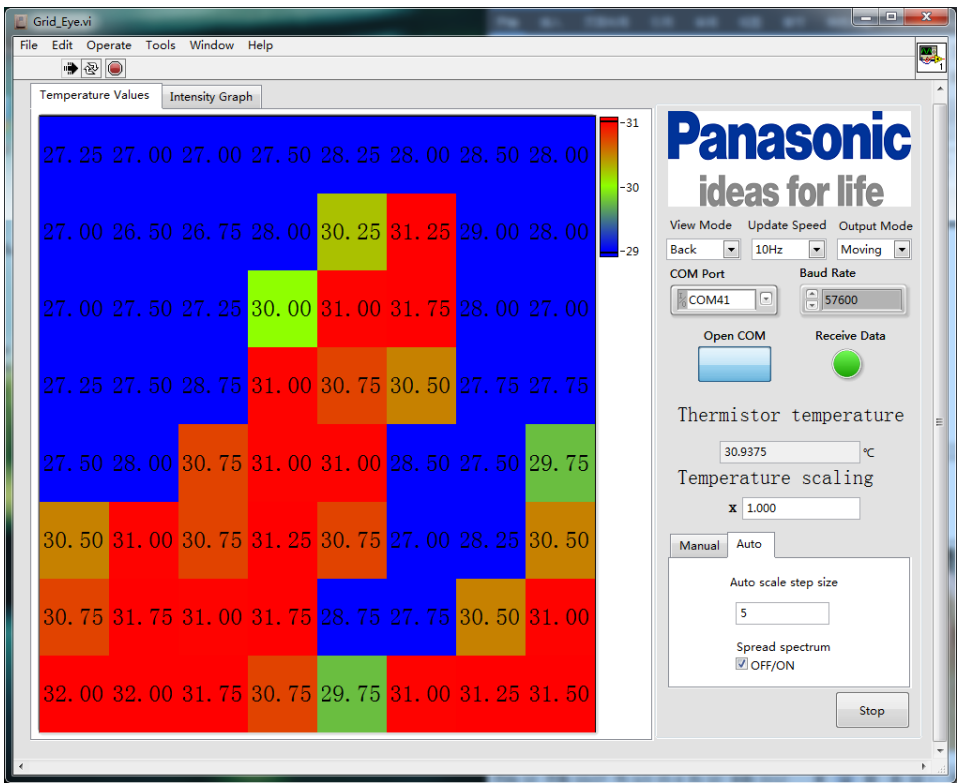 Grid_Eye.vi
File Edit Operate Tools Window Help
1
Temperature Values Intensity Graph
27.25 27.00 27.00 27.50 28.25 28.00 28.50 28.00
27.00 26.50 26.75 28.00 30.25 31.25 29.00 28.00
27.00 27.50 27.25 30.00 31.00 31.75 28.00 27.00
27.25 27.50 28.75 31.00 30.75 30.50 27.75 27.75
27.50 28.00 30.75 31.00 31.00 28.50 27.50 29.75
30.50 31.00 30.75 31.25 30.75 27.00 28.25 30.50
30.75 31.75 31.00 31.75 28.75 27.75 30.50 31.00
32.00 32.00 31.75 30.75 29.75 31.00 31.25 31.50
-31
-30
-29
Panasonic
ideas for life
View Mode Update Speed Output Mode
Back 10Hz Moving
COM Port Baud Rate
COM41 57600
Open COM Receive Data
Thermistor temperature
30.9375 ℃
Temperature scaling
x 1.000
Manual Auto
Auto scale step size
5
Spread spectrum
OFF/ON
Stop